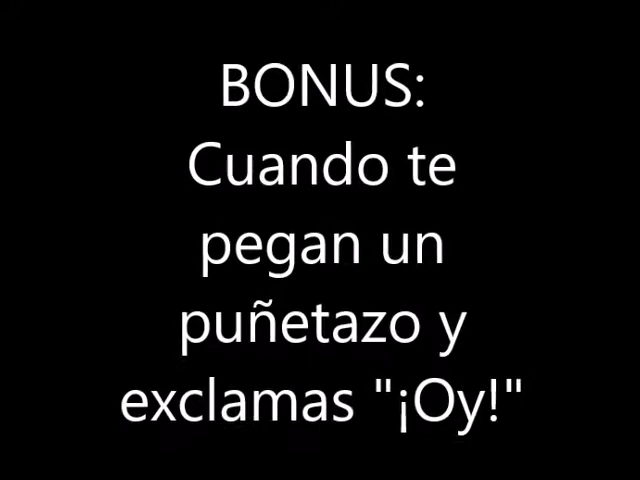 BONUS:
Cuando te
pegan un
puñetazo y
exclamas "¡Oy!"